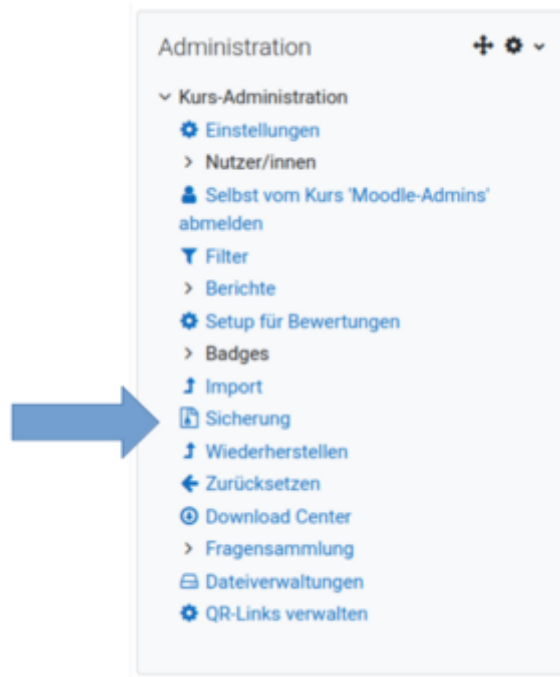 Administration
Kurs-Administration
Einstellungen
Nutzer/innen
Selbst vom Kurs 'Moodle-Admins'
abmelden
Filter
Berichte
Setup für Bewertungen
Badges
Import
Sicherung
Wiederherstellen
Zurücksetzen
Download Center
Fragensammlung
Dateiverwaltungen
QR-Links verwalten